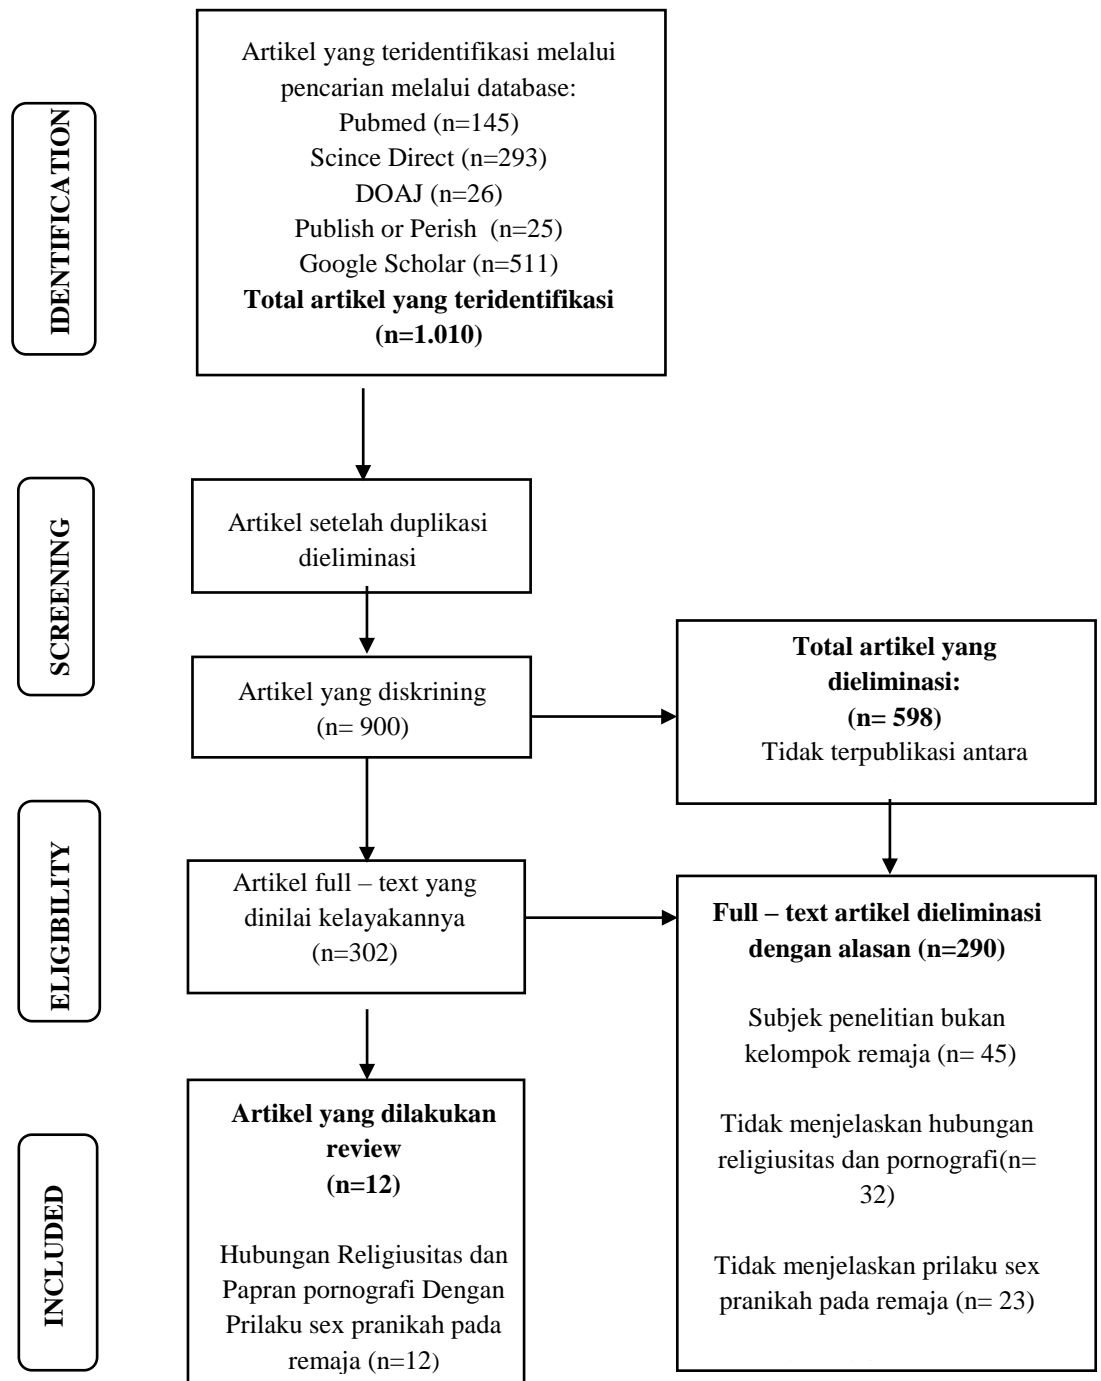 IDENTIFICATION
Artikel yang teridentifikasi melalui
pencarian melalui database:
Pubmed (n=145)
Scince Direct (n=293)
DOAJ (n=26)
Publish or Perish  (n=25)
Google Scholar (n=511)
Total artikel yang teridentifikasi
(n=1.010)
SCREENING
Artikel setelah duplikasi
dieliminasi
Artikel yang diskrining
(n= 900)
Total artikel yang
dieliminasi:
(n= 598)
Tidak terpublikasi antara
ELIGIBILITY
Artikel full – text yang
dinilai kelayakannya
(n=302)
Full – text artikel dieliminasi
dengan alasan (n=290)
Subjek penelitian bukan
kelompok remaja (n= 45)
Tidak menjelaskan hubungan
religiusitas dan pornografi(n=
32)
Tidak menjelaskan prilaku sex
pranikah pada remaja (n= 23)
INCLUDED
Artikel yang dilakukan
review
(n=12)
Hubungan Religiusitas dan
Papran pornografi Dengan
Prilaku sex pranikah pada
remaja (n=12)